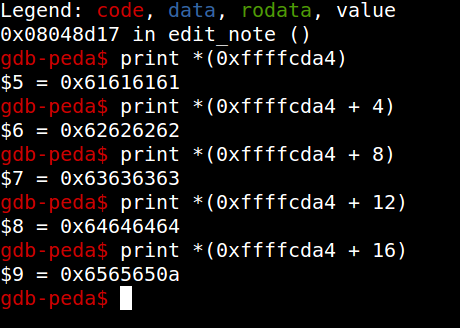 Legend: code, data, rodata, value
0x08048d17 in edit_note ()
gdb-peda$ print *(0xffffcda4)
$5 = 0x61616161
gdb-peda$ print *(0xffffcda4 + 4)
$6 = 0x62626262
gdb-peda$ print *(0xffffcda4 + 8)
$7 = 0x63636363
gdb-peda$ print *(0xffffcda4 + 12)
$8 = 0x64646464
gdb-peda$ print *(0xffffcda4 + 16)
$9 = 0x6565650a
gdb-peda$